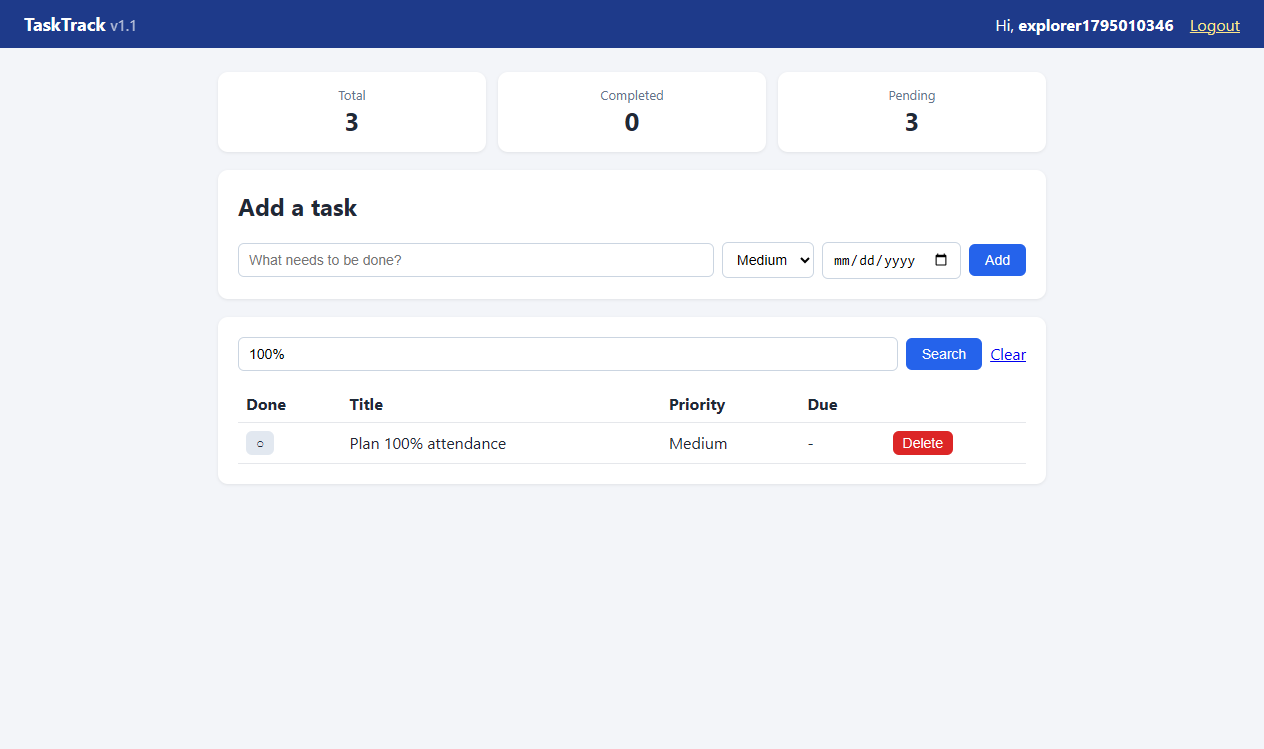 TaskTrack v1.1
Hi, explorer1795010346 Logout
Total Completed Pending
3 0 3
Add a task
What needs to be done? Medium mm/dd/yyyy Add
100% Search Clear
Done Title Priority Due
○ Plan 100% attendance Medium - Delete